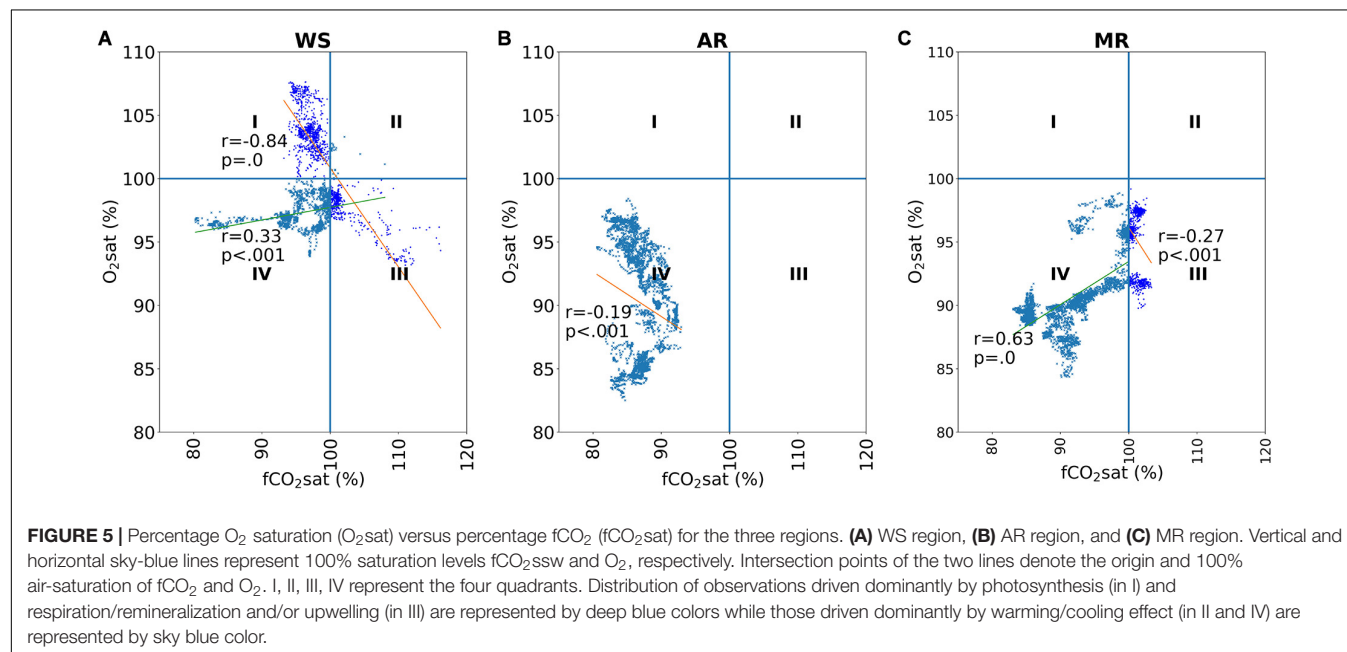 A WS
110
105
100
95
90
85
80
O₂sat (%)
I
II
III
IV
r=-0.84
p=.0
r=0.33
p<.001
80 90 100 110 120
fCO₂sat (%)
B AR
110
105
100
95
90
85
80
O₂sat (%)
I
II
III
IV
r=-0.19
p<.001
80 90 100 110 120
fCO₂sat (%)
C MR
110
105
100
95
90
85
80
O₂sat (%)
I
II
III
IV
r=-0.27
p<.001
r=0.63
p=.0
80 90 100 110 120
fCO₂sat (%)
FIGURE 5 | Percentage O₂ saturation (O₂sat) versus percentage fCO₂ (fCO₂sat) for the three regions. (A) WS region, (B) AR region, and (C) MR region. Vertical and
horizontal sky-blue lines represent 100% saturation levels fCO₂ssw and O₂, respectively. Intersection points of the two lines denote the origin and 100%
air-saturation of fCO₂ and O₂. I, II, III, IV represent the four quadrants. Distribution of observations driven dominantly by photosynthesis (in I) and
respiration/remineralization and/or upwelling (in III) are represented by deep blue colors while those driven dominantly by warming/cooling effect (in II and IV) are
represented by sky blue color.